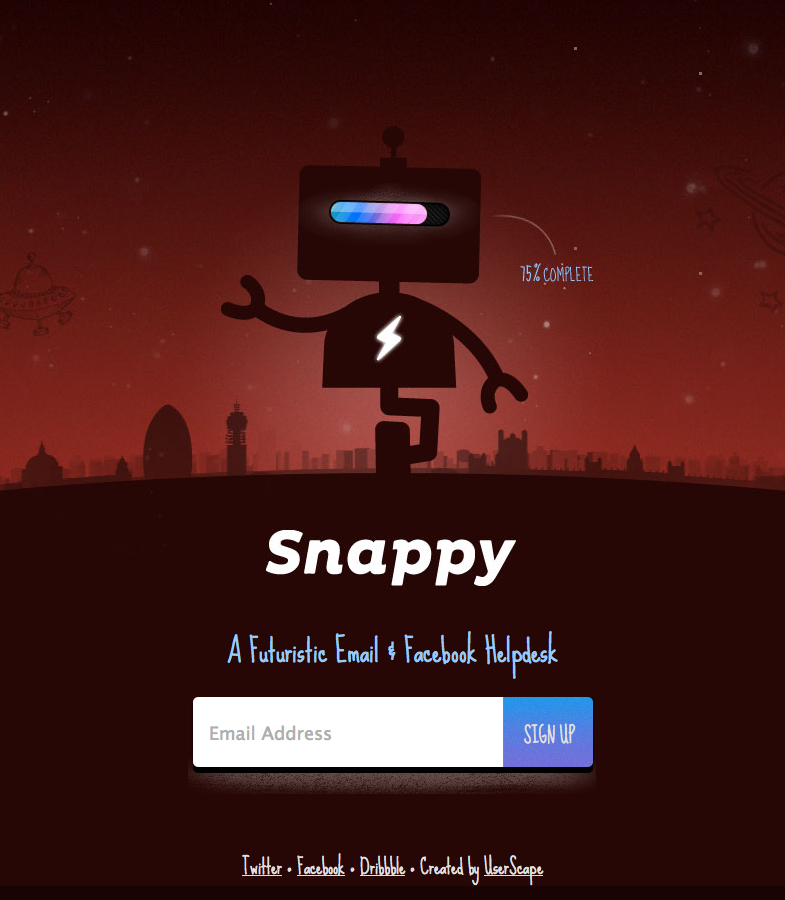 75% COMPLETE
Snappy
A Futuristic Email & Facebook Helpdesk
Email Address
SIGN UP
Twitter • Facebook • Dribbble • Created by UserScape